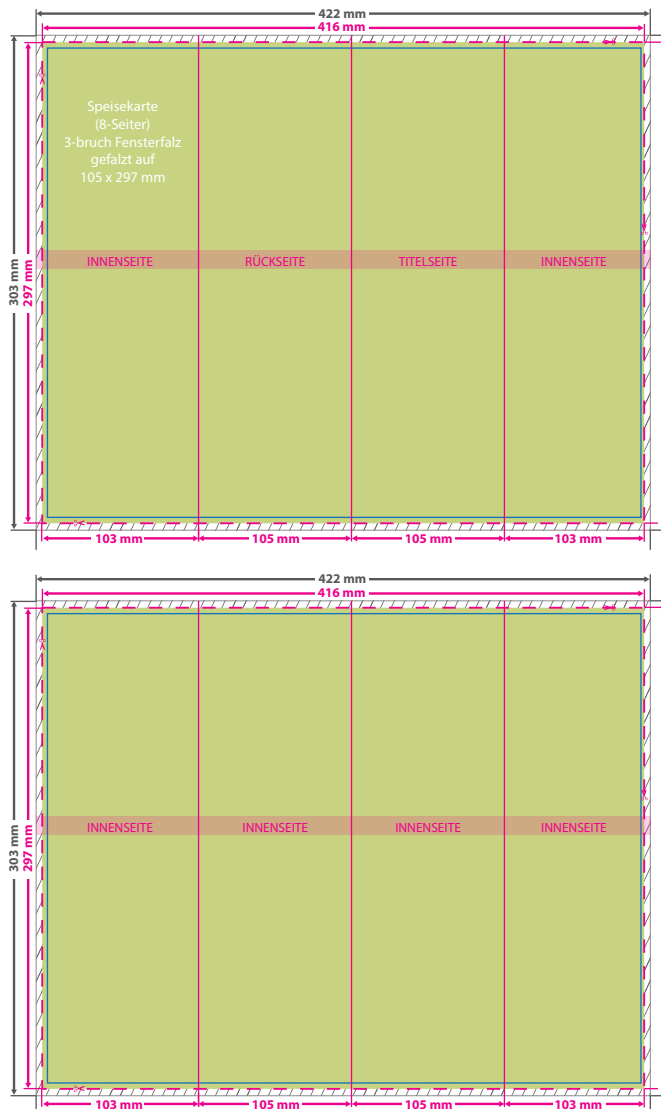 422 mm
416 mm
303 mm
297 mm
Speisekarte
(8-Seiter)
3-bruch Fensterfalz
gefalzt auf
105 x 297 mm
INNENSEITE RÜCKSEITE TITELSEITE INNENSEITE
103 mm 105 mm 105 mm 103 mm
422 mm
416 mm
303 mm
297 mm
INNENSEITE INNENSEITE INNENSEITE INNENSEITE
103 mm 105 mm 105 mm 103 mm